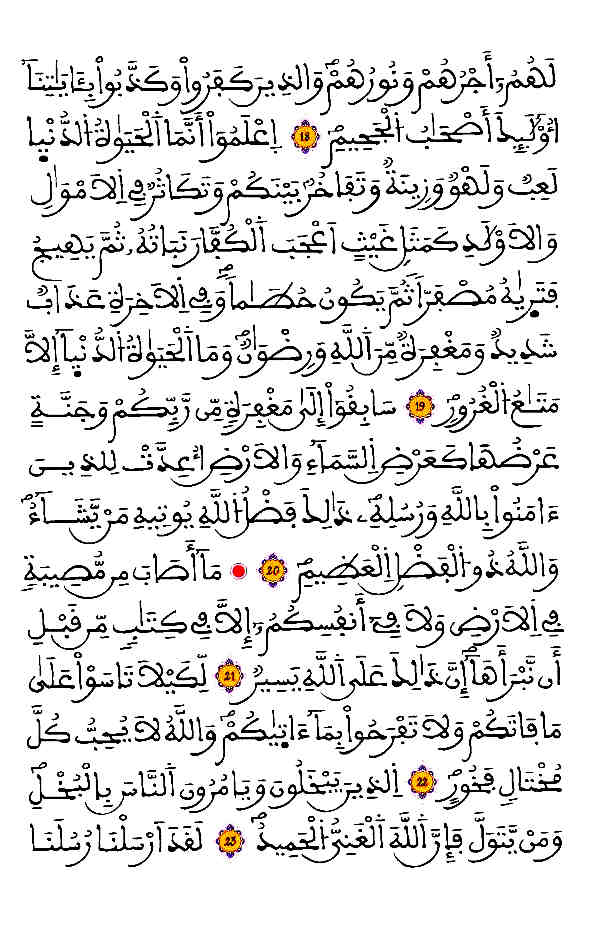 لَهُمُۥٓ أَجْرُهُمْ وَنُورُهُمْۖ وَالذِينَ كَفَرُواْ وَكَذَّبُواْ بِـَٔايَٰتِنَآ
أُوْلَٰٓئِكَ أَصْحَٰبُ اُ۬لْجَحِيمِۖ 18 اِ۪عْلَمُوٓاْ أَنَّمَا اَ۬لْحَيَوٰةُ اُ۬لدُّنْي۪ا
لَعِبٞ وَلَهْوٞ وَزِينَةٞ وَتَفَاخُرُۢ بَيْنَكُمْ وَتَكَاثُرٞ فِے اِ۬لَامْوَٰلِ
وَالَاوْلَٰدِ كَمَثَلِ غَيْثٍ اَعْجَبَ اَ۬لْكُفَّارَ نَبَاتُهُۥ ثُمَّ يَهِيجُ
فَتَر۪يٰهُ مُصْفَرّاٗ ثُمَّ يَكُونُ حُطَٰماٗۖ وَفِے اِ۬لَاخِرَةِ عَذَابٞ
شَدِيدٞ وَمَغْفِرَةٞ مِّنَ اَ۬للَّهِ وَرِضْوَٰنٞۖ وَمَا اَ۬لْحَيَوٰةُ اُ۬لدُّنْي۪آ إِلَّا
مَتَٰعُ اُ۬لْغُرُورِۖ 19 سَابِقُوٓاْ إِلَىٰ مَغْفِرَةٖ مِّن رَّبِّكُمْ وَجَنَّةٍ
عَرْضُهَا كَعَرْضِ اِ۬لسَّمَآءِ وَالَارْضِ أُعِدَّتْ لِلذِينَ
ءَامَنُواْ بِاللَّهِ وَرُسُلِهِۦۖ ذَٰلِكَ فَضْلُ اُ۬للَّهِ يُوتِيهِ مَنْ يَّشَآءُۖ
وَاللَّهُ ذُو اُ۬لْفَضْلِ اِ۬لْعَظِيمِۖ 20 مَآ أَصَابَ مِن مُّصِيبَةٖ
فِے اِ۬لَارْضِ وَلَا فِےٓ أَنفُسِكُمُۥٓ إِلَّا فِے كِتَٰبٖ مِّن قَبْلِ
أَن نَّبْرَأَهَآۖ إِنَّ ذَٰلِكَ عَلَى اَ۬للَّهِ يَسِيرٞ 21 لِّكَيْلَا تَاسَوْاْ عَلَىٰ
مَا فَاتَكُمْ وَلَا تَفْرَحُواْ بِمَآ ءَات۪يٰكُمْۖ وَاللَّهُ لَا يُحِبُّ كُلَّ
مُخْتَالٖ فَخُورٍۖ 22 اِ۬لذِينَ يَبْخَلُونَ وَيَامُرُونَ اَ۬لنَّاسَ بِالْبُخْلِۖ
وَمَنْ يَّتَوَلَّ فَإِنَّ اَ۬للَّهَ اَ۬لْغَنِيُّ اُ۬لْحَمِيدُۖ 23 لَقَدَ اَرْسَلْنَا رُسُلَنَا